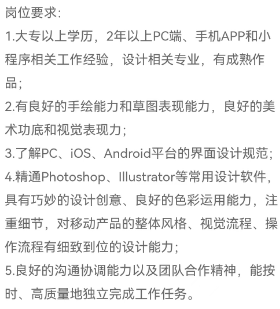 岗位要求：
1.大专以上学历，2年以上PC端、手机APP和小
程序相关工作经验，设计相关专业，有成熟作
品；
2.有良好的手绘能力和草图表现能力，良好的美
术功底和视觉表现力；
3.了解PC、iOS、Android平台的界面设计规范；
4.精通Photoshop、Illustrator等常用设计软件，
具有巧妙的设计创意、良好的色彩运用能力，注
重细节，对移动产品的整体风格、视觉流程、操
作流程有细致到位的设计能力；
5.良好的沟通协调能力以及团队合作精神，能按
时、高质量地独立完成工作任务。